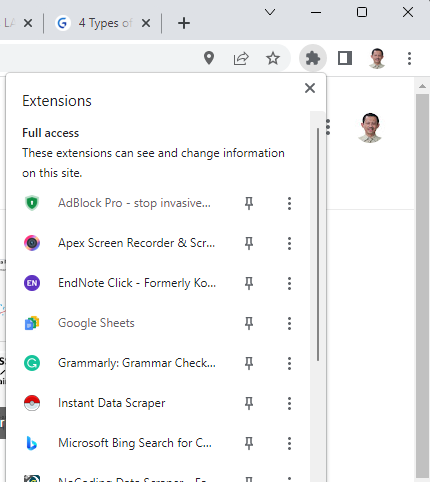 LA
4 Types of
Extensions
Full access
These extensions can see and change information
on this site.
AdBlock Pro - stop invasive...
Apex Screen Recorder & Scr...
EN
EndNote Click - Formerly Ko...
Google Sheets
Grammarly: Grammar Check...
Instant Data Scraper
Microsoft Bing Search for C...
NoCoding Data Scraper - Ea...